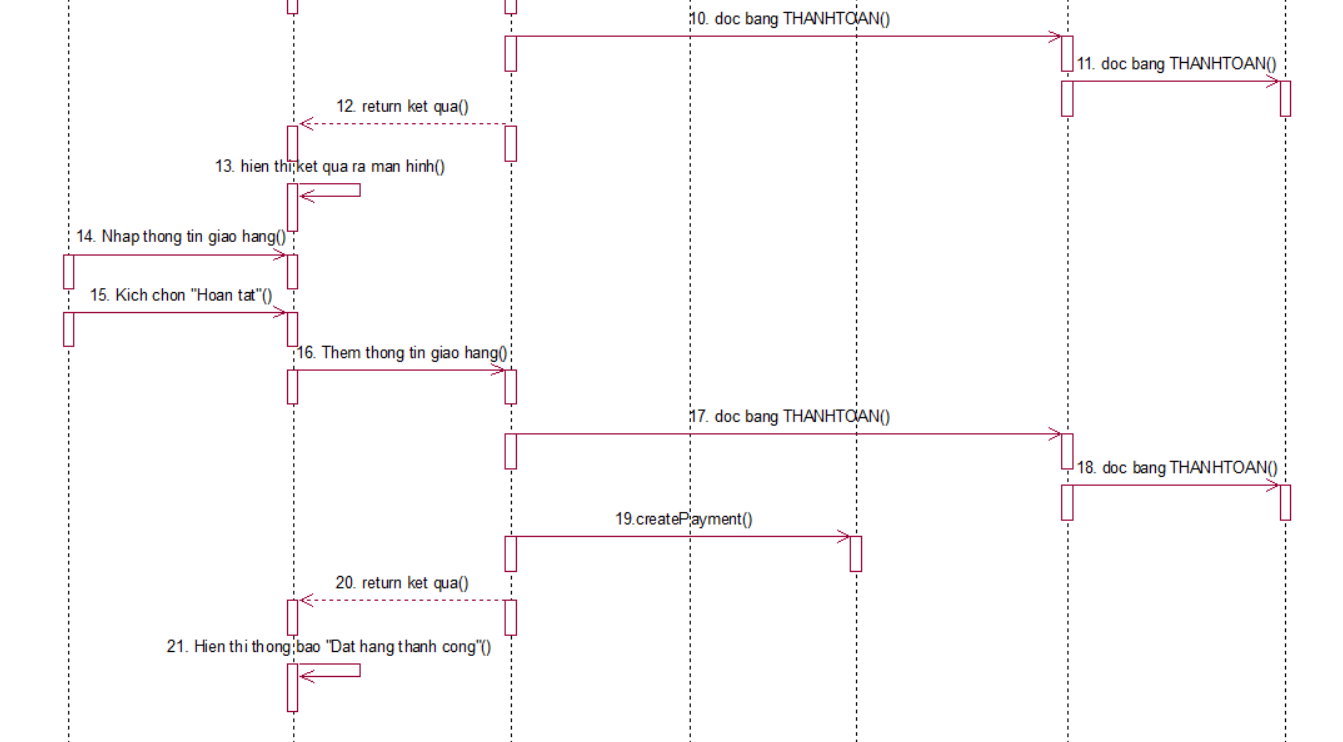 10. doc bang THANHTOAN()
11. doc bang THANHTOAN()
12. return ket qua()
13. hien thi ket qua ra man hinh()
14. Nhap thong tin giao hang()
15. Kich chon "Hoan tat"()
16. Them thong tin giao hang()
17. doc bang THANHTOAN()
18. doc bang THANHTOAN()
19.createPayment()
20. return ket qua()
21. Hien thi thong bao "Dat hang thanh cong"()